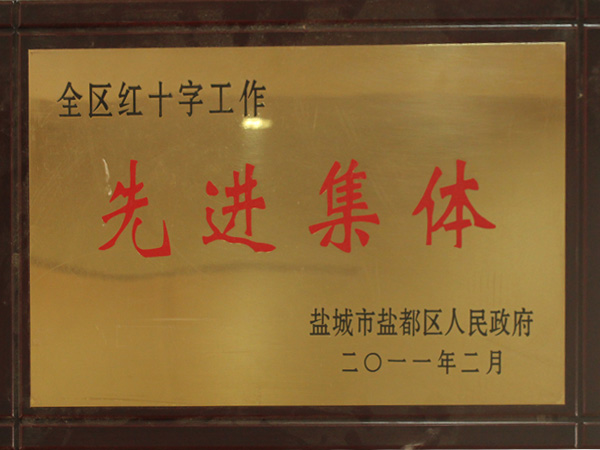 全区红十字工作
先进集体
盐城市盐都区人民政府
二〇一一年二月